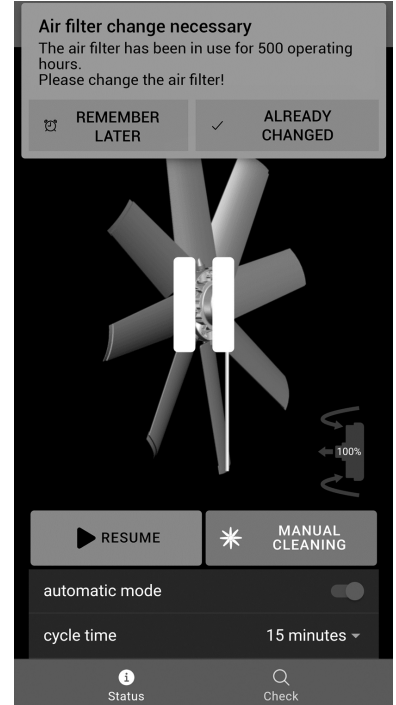 Air filter change necessary
The air filter has been in use for 500 operating
hours.
Please change the air filter!
REMEMBER
LATER
ALREADY
CHANGED
100%
RESUME
MANUAL
CLEANING
automatic mode
cycle time
15 minutes
Status
Check